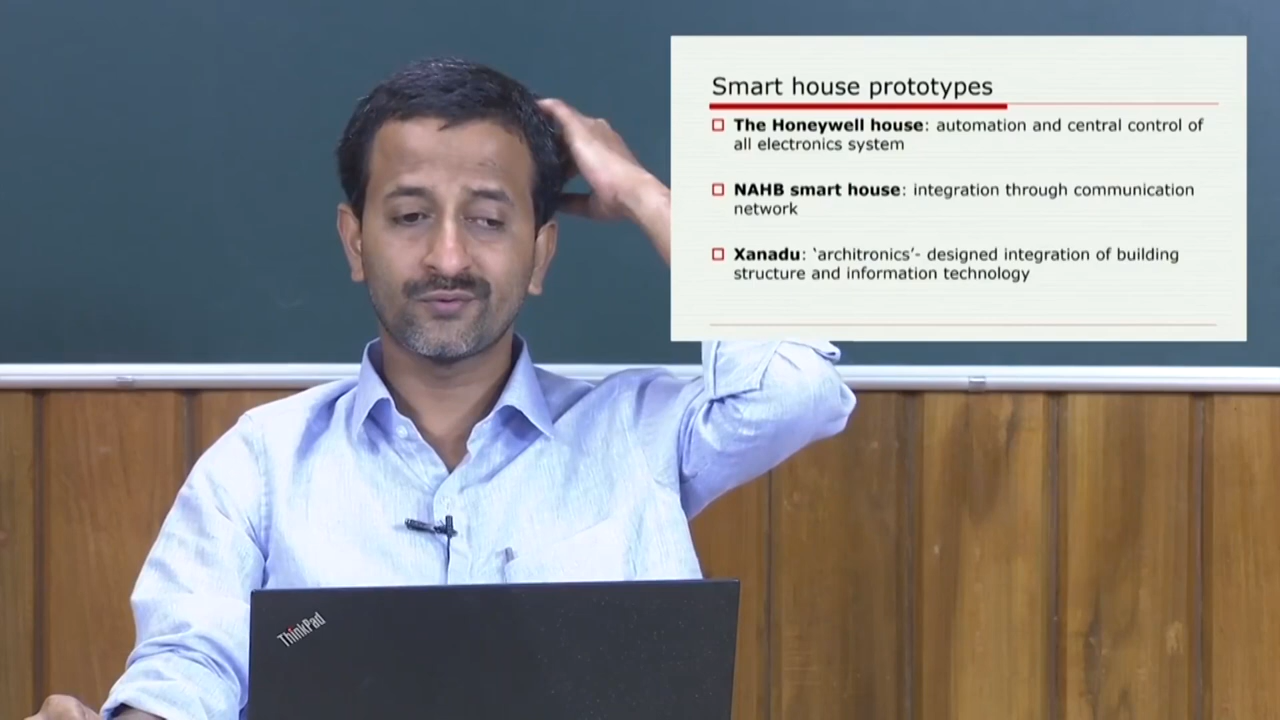 Smart house prototypes
The Honeywell house: automation and central control of
all electronics system
NAHB smart house: integration through communication
network
Xanadu: ‘architronics’- designed integration of building
structure and information technology
ThinkPad